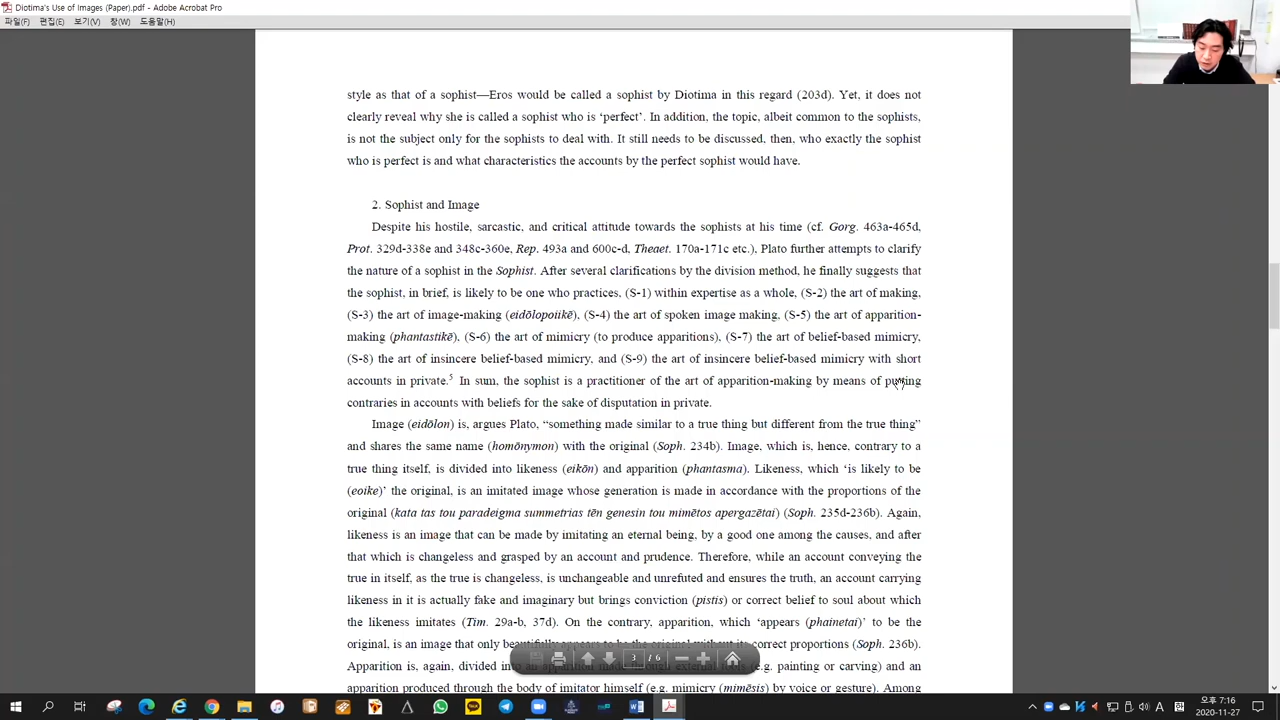 Diotima's Use of Images (Paper).pdf - Adobe Acrobat Pro
파일(F) 편집(E) 보기(V) 창(W) 도움말(H)
style as that of a sophist—Eros would be called a sophist by Diotima in this regard (203d). Yet, it does not
clearly reveal why she is called a sophist who is ‘perfect’. In addition, the topic, albeit common to the sophists,
is not the subject only for the sophists to deal with. It still needs to be discussed, then, who exactly the sophist
who is perfect is and what characteristics the accounts by the perfect sophist would have.
2. Sophist and Image
Despite his hostile, sarcastic, and critical attitude towards the sophists at his time (cf. Gorg. 463a-465d,
Prot. 329d-338e and 348c-360e, Rep. 493a and 600c-d, Theaet. 170a-171c etc.), Plato further attempts to clarify
the nature of a sophist in the Sophist. After several clarifications by the division method, he finally suggests that
the sophist, in brief, is likely to be one who practices, (S-1) within expertise as a whole, (S-2) the art of making,
(S-3) the art of image-making (eidōlopoiikē), (S-4) the art of spoken image making, (S-5) the art of apparition-
making (phantastikē), (S-6) the art of mimicry (to produce apparitions), (S-7) the art of belief-based mimicry,
(S-8) the art of insincere belief-based mimicry, and (S-9) the art of insincere belief-based mimicry with short
accounts in private.5 In sum, the sophist is a practitioner of the art of apparition-making by means of putting
contraries in accounts with beliefs for the sake of disputation in private.
Image (eidōlon) is, argues Plato, “something made similar to a true thing but different from the true thing”
and shares the same name (homōnymon) with the original (Soph. 234b). Image, which is, hence, contrary to a
true thing itself, is divided into likeness (eikōn) and apparition (phantasma). Likeness, which ‘is likely to be
(eoike)’ the original, is an imitated image whose generation is made in accordance with the proportions of the
original (kata tas tou paradeigma summetrias tēn genesin tou mimētos apergazētai) (Soph. 235d-236b). Again,
likeness is an image that can be made by imitating an eternal being, by a good one among the causes, and after
that which is changeless and grasped by an account and prudence. Therefore, while an account conveying the
true in itself, as the true is changeless, is unchangeable and unrefuted and ensures the truth, an account carrying
likeness in it is actually fake and imaginary but brings conviction (pistis) or correct belief to soul about which
the likeness imitates (Tim. 29a-b, 37d). On the contrary, apparition, which ‘appears (phainetai)’ to be the
original, is an image that only beautifully appears to be the original without its correct proportions (Soph. 236b).
3 / 6
Apparition is, again, divided into an apparition made through external tools (e.g. painting or carving) and an
apparition produced through the body of imitator himself (e.g. mimicry (mimēsis) by voice or gesture). Among
A
오후 7:16
2020-11-27